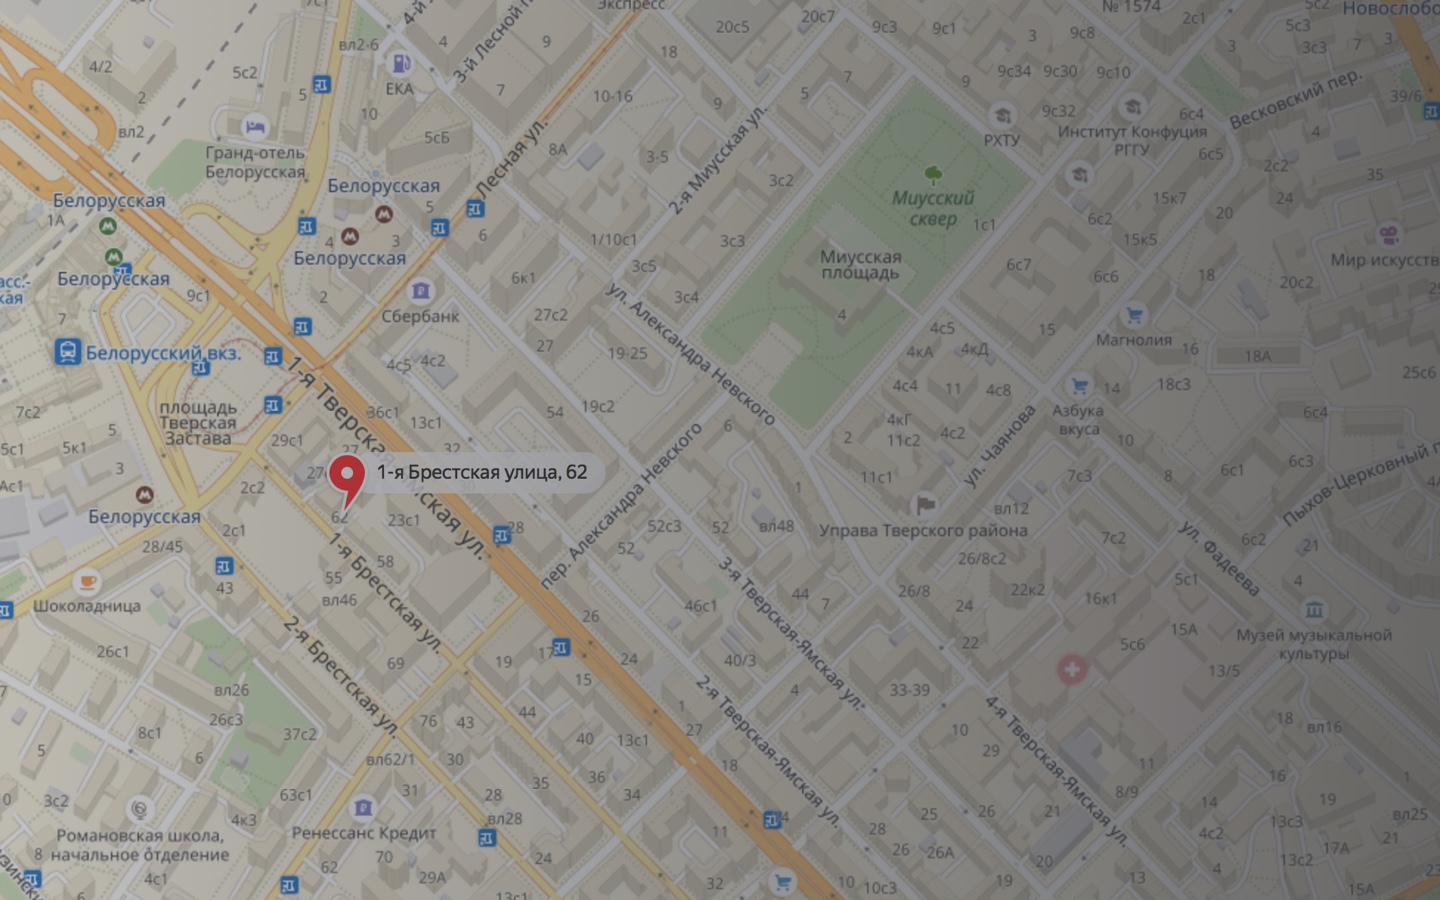 Экспресс
№ 1574
Новослобо
7с1
4-й
20с5
20с7
9с3
9с1
2с1
5с2
5с3
вл2-6
4
9
3-й Лесной п
18
3
9с8
3
3с3
7
3
4/2
5с2
ЕКА
7
10-16
7
9
9с34
9с30
9с10
Весковский пер.
39/6
2
5
10
9
5
РХТУ
9с32
Институт Конфуция
РГГУ
6с4
4
вл2
5сБ
Лесная ул.
8А
3-5
2-я Миусская ул.
6с5
2с2
Гранд-отель
Белорусская
Белорусская
3с2
Миусский
сквер
15к7
24
35
Белорусская
1А
5
1с1
6с2
20
4
3
6
1/10с1
3с3
15к5
Белорусская
Миусская
площадь
6с7
Мир искусств
Белорусская
асс.-
кая
6к1
3с5
6с6
18
20с2
9с1
2
Сбербанк
ул. Александра Невского
3с4
7
27с2
4
4с5
15
Магнолия
16
Белорусский вкз.
4с5
4с2
27
19-25
4кА
4кД
18А
25с6
1-я Тверская-Ямская ул.
4с4
11
4с8
14
18с3
площадь
Тверская
Застава
7с2
36с1
13с1
54
19с2
Азбука
вкуса
6с4
5с1
5
29с1
27
32
6
4кГ
11с2
4с2
2
10
3
1-я Брестская улица, 62
пер. Александра Невского
ул. Чаянова
11с1
7с3
8
6с1
6с3
Пыхов-Церковный п
2с2
1
Белорусская
62
23с1
28
52с3
52
вл48
Управа Тверского района
вл12
7с2
ул. Фадеева
6с2
21
2с1
28/45
52
1-я Брестская ул.
58
3-я Тверская-Ямская ул.
26/8с2
5с1
4
Шоколадница
43
55
вл46
46с1
44
7
26/8
24
22к2
16к1
26
15А
Музей музыкальной
культуры
26с1
2-я Брестская ул.
69
19
17
24
40/3
22
5с6
13/5
7
вл26
15
2-я Тверская-Ямская ул.
4
33-39
4-я Тверская-Ямская ул.
26с3
8с1
37с2
76
43
44
1
27
10
18
вл16
5
6
вл62/1
30
40
13с1
29
11
63с1
31
28
35
36
18
16
1
0
3с2
4к3
вл28
34
25
26
21
8/9
14
19
вл25
Романовская школа,
начальное отделение
Ренессанс Кредит
11
28
4с2
13с3
21
8
62
70
24
26
26А
20
17А
13с2
4с1
29А
32
10
10с3
19
13
15А